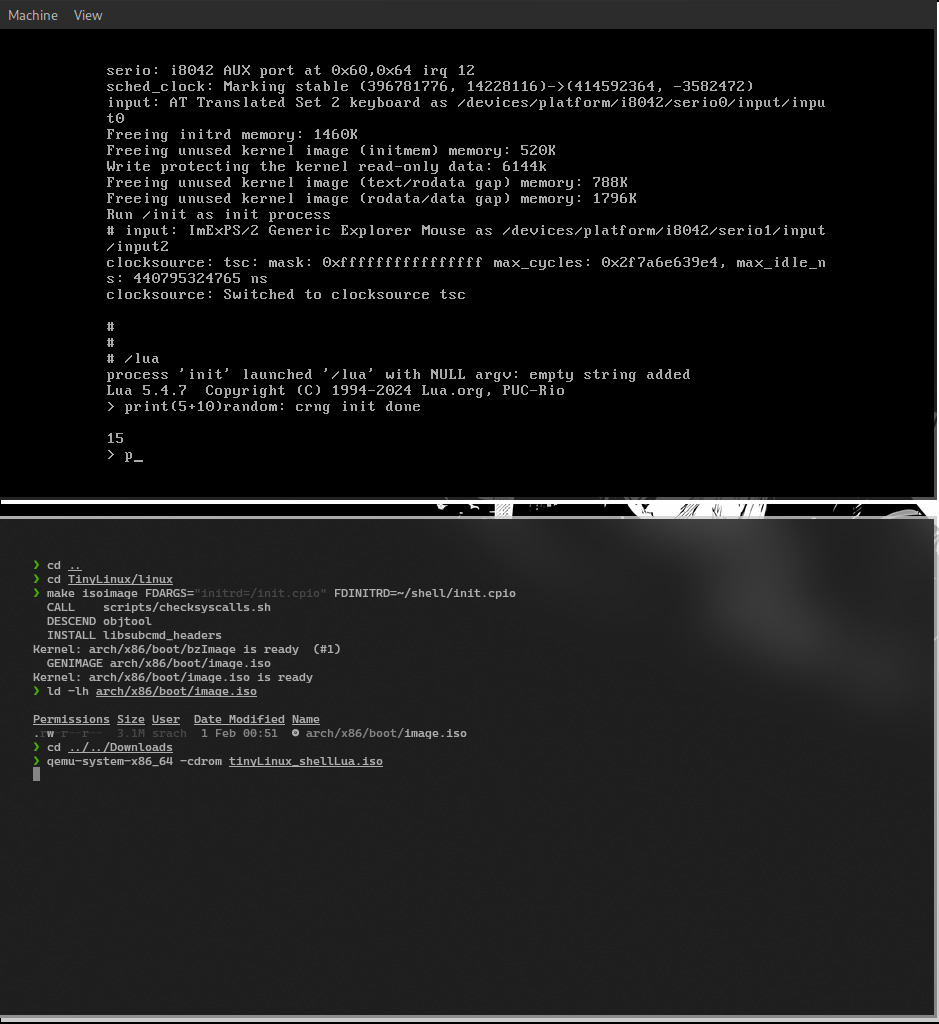 Machine View
serio: i8042 AUX port at 0x60,0x64 irq 12
sched_clock: Marking stable (396781776, 14228116)->(414592364, -3582472)
input: AT Translated Set 2 keyboard as /devices/platform/i8042/serio0/input/inpu
t0
Freeing initrd memory: 1460K
Freeing unused kernel image (initmem) memory: 520K
Write protecting the kernel read-only data: 6144k
Freeing unused kernel image (text/rodata gap) memory: 788K
Freeing unused kernel image (rodata/data gap) memory: 1796K
Run /init as init process
# input: ImExPS/2 Generic Explorer Mouse as /devices/platform/i8042/serio1/input
/input2
clocksource: tsc: mask: 0xffffffffffffffff max_cycles: 0x2f7a6e639e4, max_idle_n
s: 440795324765 ns
clocksource: Switched to clocksource tsc
#
#
# /lua
process 'init' launched '/lua' with NULL argv: empty string added
Lua 5.4.7  Copyright (C) 1994-2024 Lua.org, PUC-Rio
> print(5+10)random: crng init done
15
> p_
❯ cd ..
❯ cd TinyLinux/linux
❯ make isoimage FDARGS="initrd=/init.cpio" FDINITRD=~/shell/init.cpio
CALL    scripts/checksyscalls.sh
DESCEND objtool
INSTALL libsubcmd_headers
Kernel: arch/x86/boot/bzImage is ready  (#1)
GENIMAGE arch/x86/boot/image.iso
Kernel: arch/x86/boot/image.iso is ready
❯ ld -lh arch/x86/boot/image.iso
Permissions Size User  Date Modified Name
.rw-r--r--  3.1M srach  1 Feb 00:51  arch/x86/boot/image.iso
❯ cd ../../Downloads
❯ qemu-system-x86_64 -cdrom tinyLinux_shellLua.iso